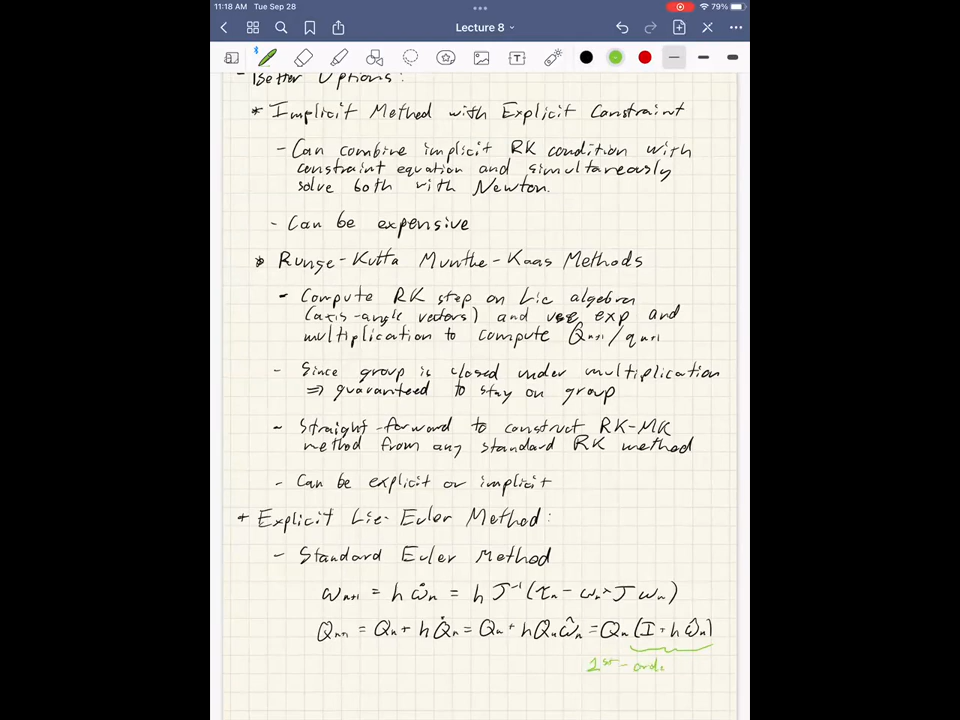 11:18 AM Tue Sep 28
79%
Lecture 8
- Better Options:
* Implicit Method with Explicit Constraint
- Can combine implicit RK condition with
constraint equation and simultaneously
solve both with Newton.
- Can be expensive
* Runge-Kutta Munthe-Kaas Methods
- Compute RK step on Lie algebra
(axis-angle vectors) and use exp and
multiplication to compute Qₙ₊₁/qₙ₊₁
- Since group is closed under multiplication
⇒ guaranteed to stay on group
- Straight-forward to construct RK-MK
method from any standard RK method
- Can be explicit or implicit
* Explicit Lie-Euler Method:
- Standard Euler Method
ωₙ₊₁ = h ω̇ₙ = h J⁻¹(τₙ - ωₙ × J ωₙ)
Qₙ₊₁ = Qₙ + h Q̇ₙ = Qₙ + h Qₙ ω̂ₙ = Qₙ (I + h ω̂ₙ)
1st-orde